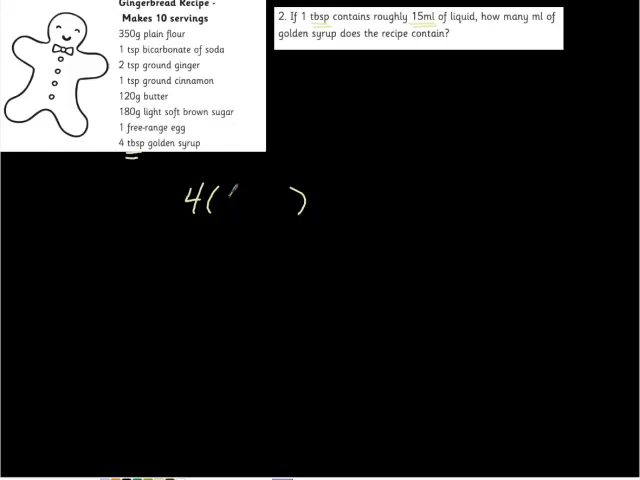 Gingerbread Recipe -
Makes 10 servings
350g plain flour
1 tsp bicarbonate of soda
2 tsp ground ginger
1 tsp ground cinnamon
120g butter
180g light soft brown sugar
1 free-range egg
4 tbsp golden syrup
2. If 1 tbsp contains roughly 15ml of liquid, how many ml of
golden syrup does the recipe contain?
4( )